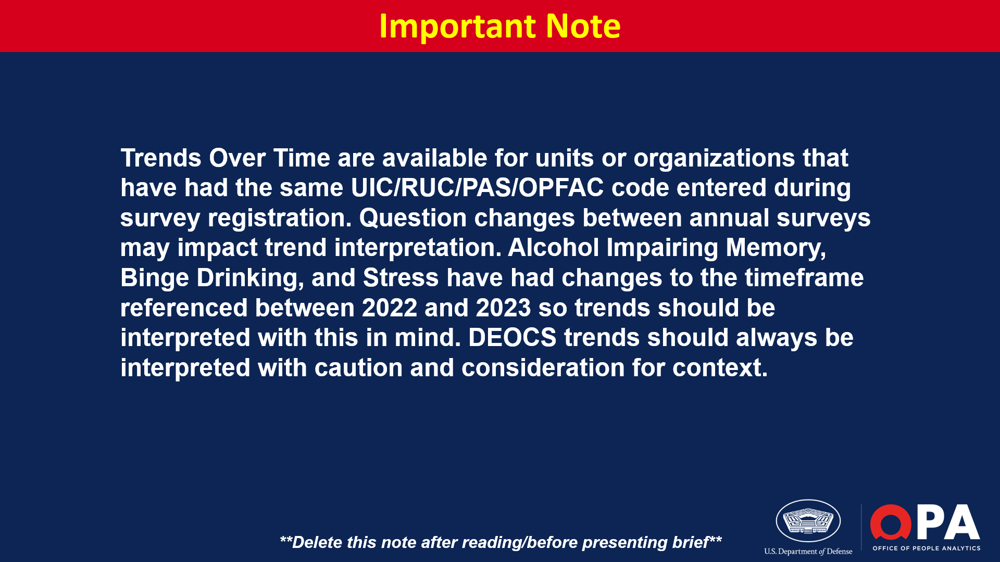 Important Note
Trends Over Time are available for units or organizations that
have had the same UIC/RUC/PAS/OPFAC code entered during
survey registration. Question changes between annual surveys
may impact trend interpretation. Alcohol Impairing Memory,
Binge Drinking, and Stress have had changes to the timeframe
referenced between 2022 and 2023 so trends should be
interpreted with this in mind. DEOCS trends should always be
interpreted with caution and consideration for context.
**Delete this note after reading/before presenting brief**
U.S. Department of Defense
OPA
OFFICE OF PEOPLE ANALYTICS